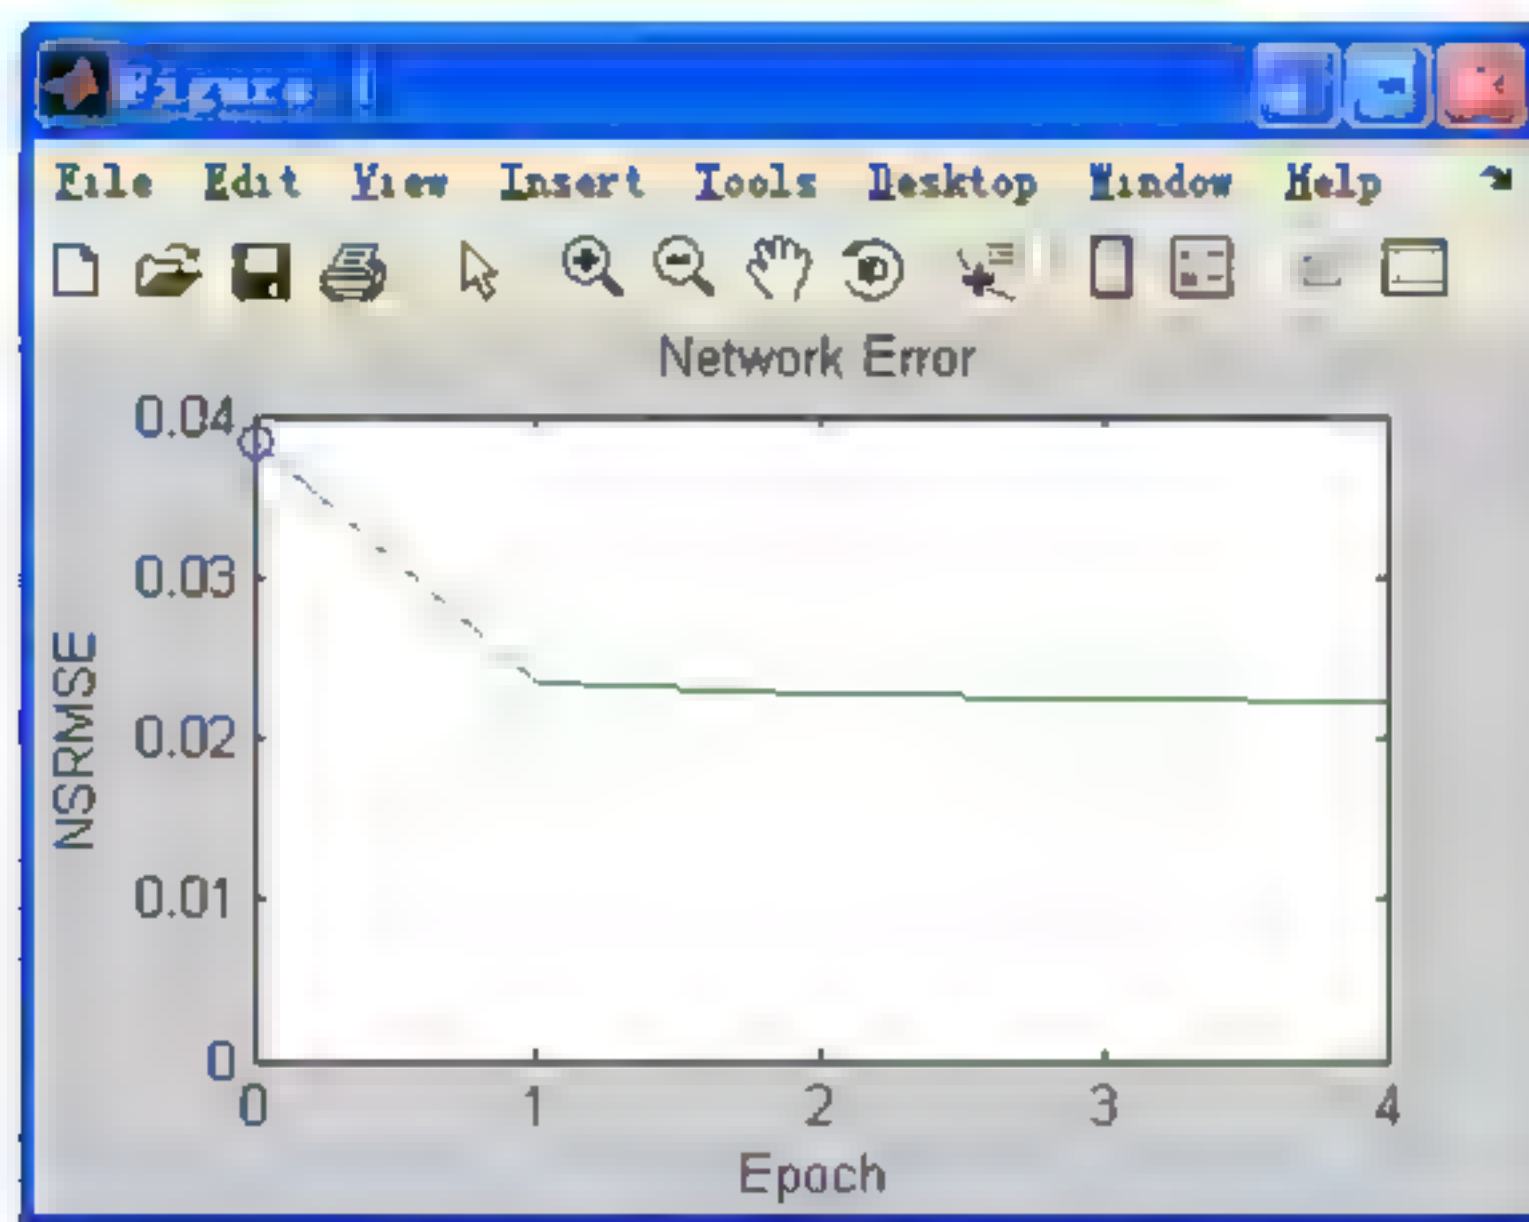 Figure 1
File Edit View Insert Tools Desktop Window Help
Network Error
0.04
0.03
0.02
0.01
0
NSRMSE
0 1 2 3 4
Epoch